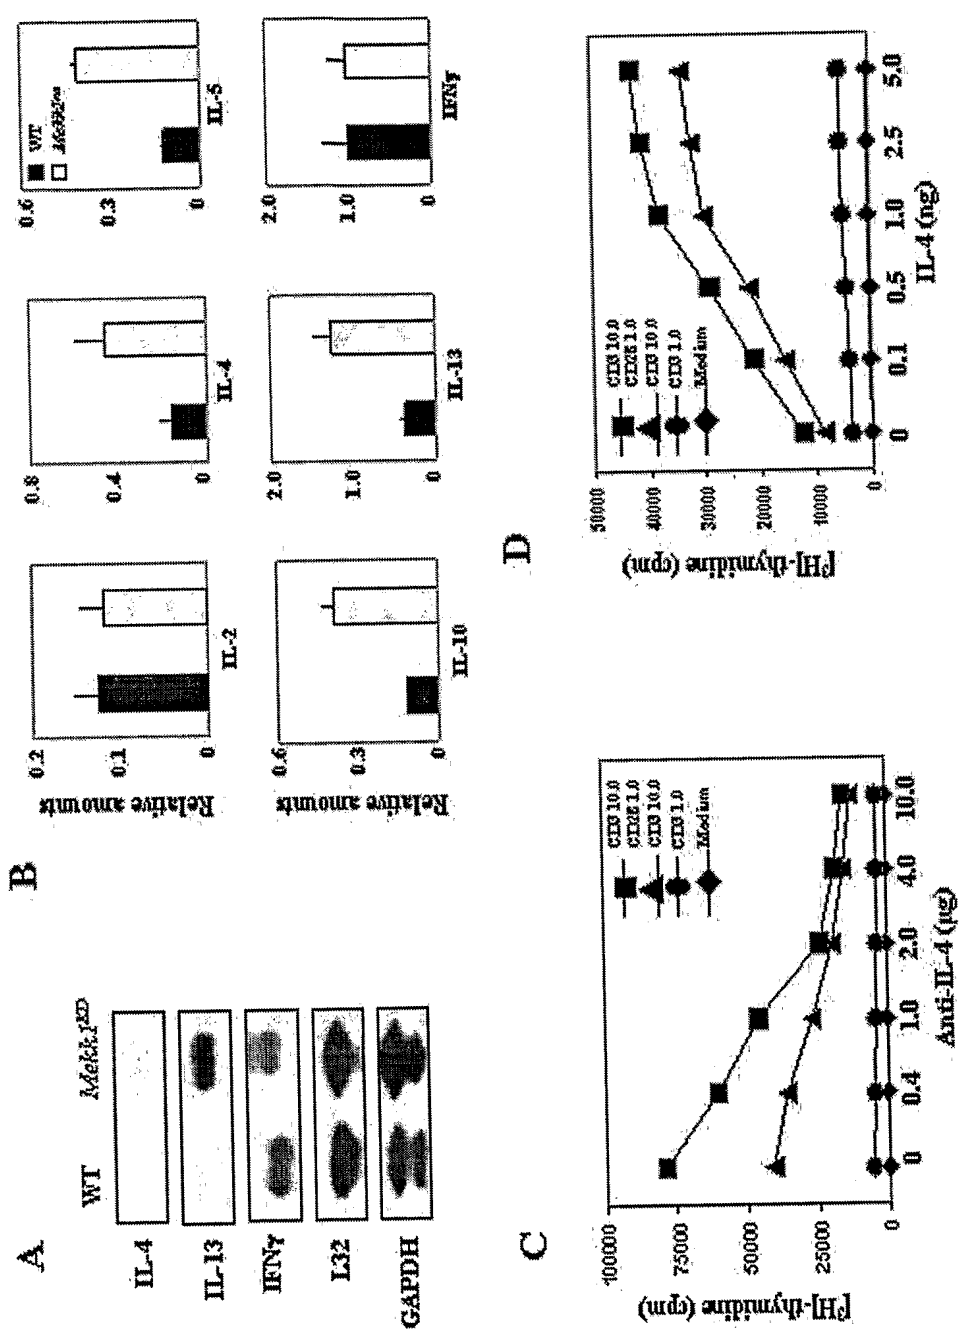 A
WT Mekk1KD
IL-4
IL-13
IFNγ
L32
GAPDH
B
Relative amounts
0.2
0.1
0
IL-2
0.8
0.4
0
IL-4
0.6
0.3
0
IL-5
WT
Relative amounts
0.6
0.3
0
IL-10
2.0
1.0
0
IL-13
2.0
1.0
0
IFNγ
C
[3H]-thymidine (cpm)
100000
75000
25000
0
CD3 10.0
CD28 1.0
CD3 10.0
CD3 1.0
Medium
0 0.4 1.0 2.0 4.0 10.0
Anti-IL-4 (μg)
D
[3H]-thymidine (cpm)
50000
40000
30000
20000
10000
0
CD3 10.0
CD28 1.0
CD3 10.0
CD3 1.0
Medium
0 0.1 0.5 1.0 2.5 5.0
IL-4 (ng)